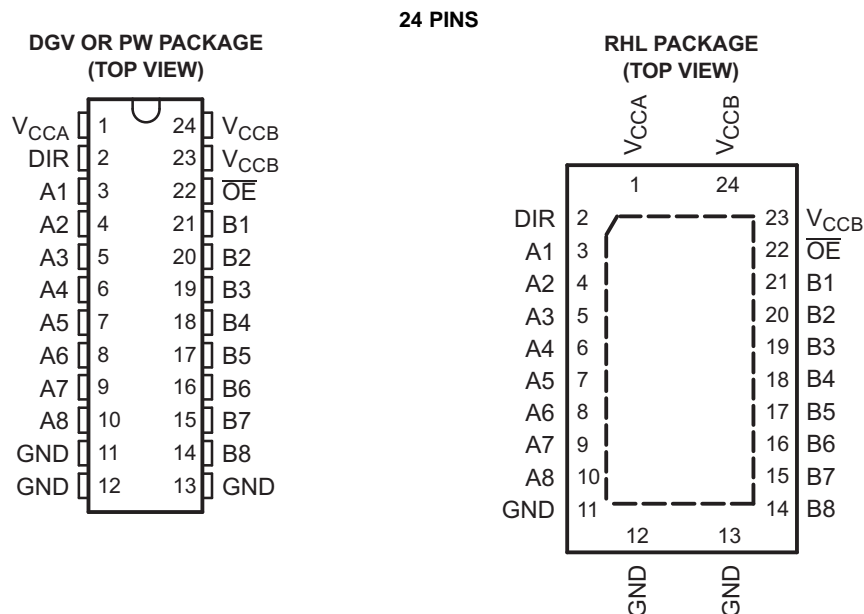 24 PINS
DGV OR PW PACKAGE
(TOP VIEW)
VCCA 1 24 VCCB
DIR 2 23 VCCB
A1 3 22 OE
A2 4 21 B1
A3 5 20 B2
A4 6 19 B3
A5 7 18 B4
A6 8 17 B5
A7 9 16 B6
A8 10 15 B7
GND 11 14 B8
GND 12 13 GND
RHL PACKAGE
(TOP VIEW)
VCCA VCCB
1 24
DIR 2 23 VCCB
A1 3 22 OE
A2 4 21 B1
A3 5 20 B2
A4 6 19 B3
A5 7 18 B4
A6 8 17 B5
A7 9 16 B6
A8 10 15 B7
GND 11 14 B8
12 13
GND GND